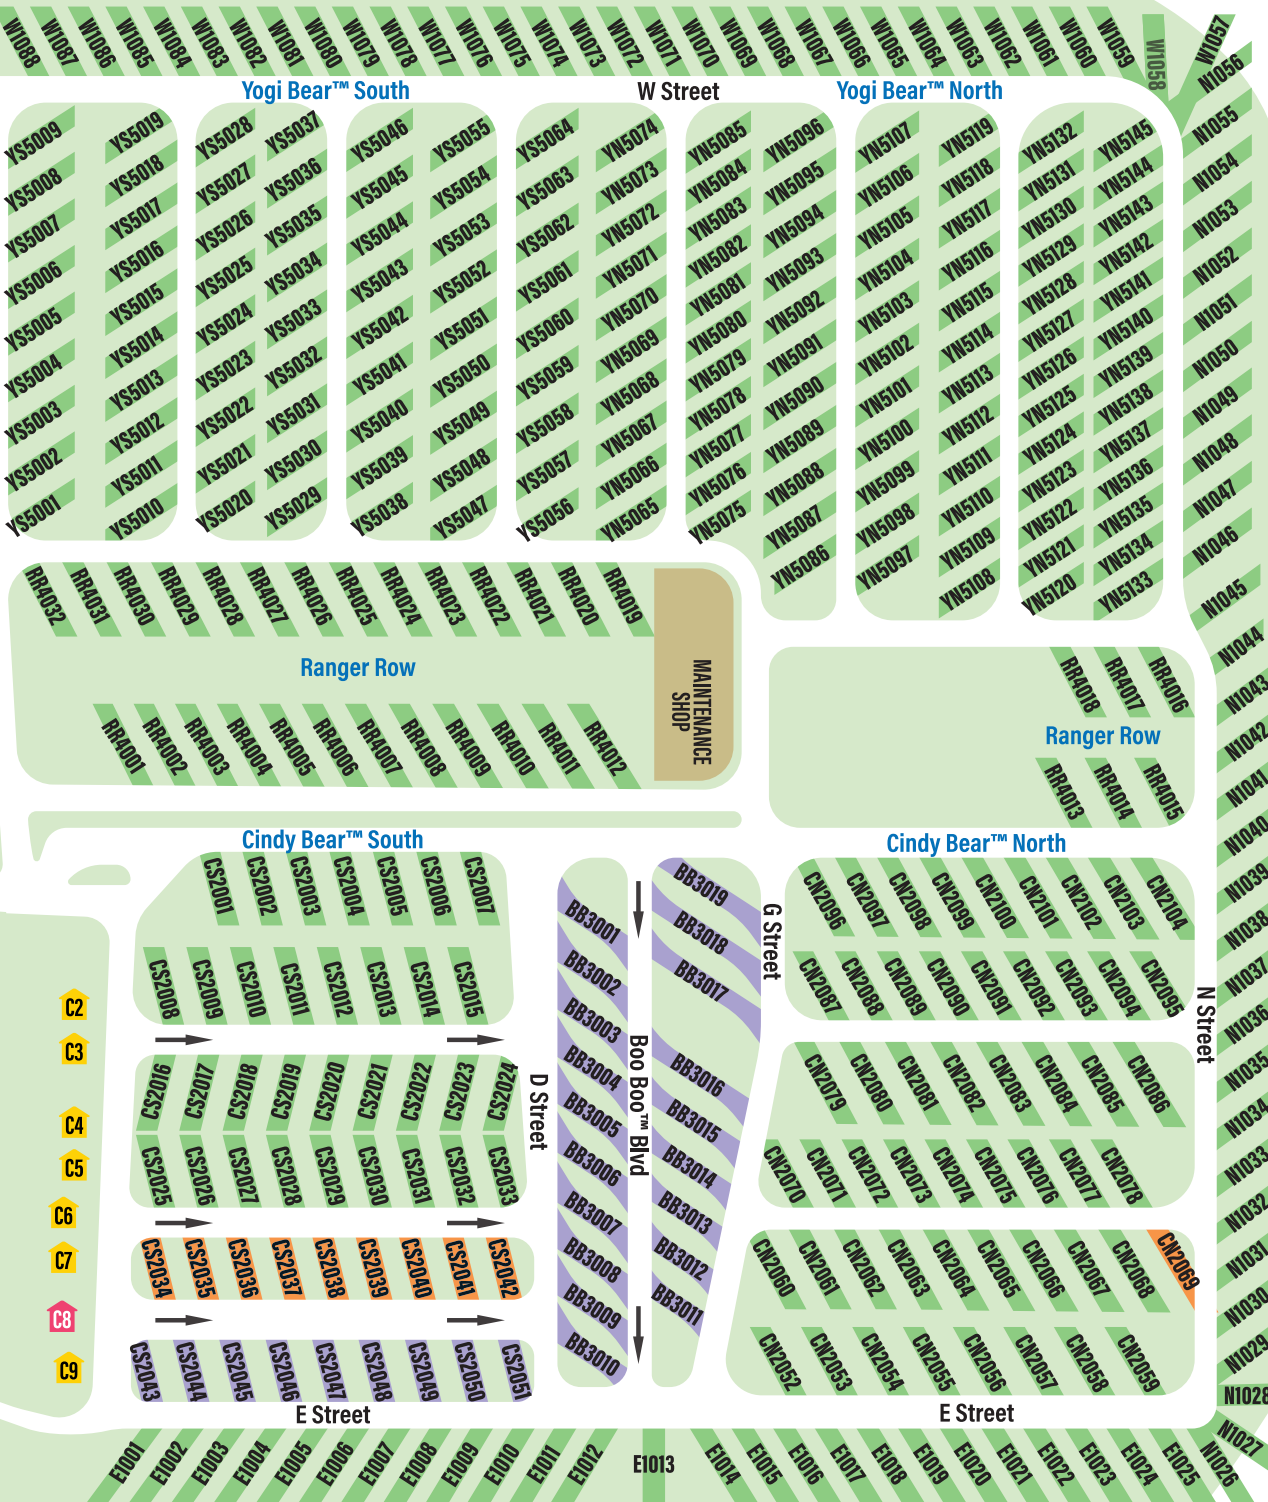 W1088
W1087
W1086
W1085
W1084
W1083
W1082
W1081
W1080
W1079
W1078
W1077
W1076
W1075
W1074
W1073
W1072
W1071
W1070
W1069
W1068
W1067
W1066
W1065
W1064
W1063
W1062
W1061
W1060
W1059
W1058
W1057
Yogi Bear™ South
W Street
Yogi Bear™ North
YS5009
YS5008
YS5007
YS5006
YS5005
YS5004
YS5003
YS5002
YS5001
YS5019
YS5018
YS5017
YS5016
YS5015
YS5014
YS5013
YS5012
YS5011
YS5010
YS5028
YS5027
YS5026
YS5025
YS5024
YS5023
YS5022
YS5021
YS5020
YS5037
YS5036
YS5035
YS5034
YS5033
YS5032
YS5031
YS5030
YS5029
YS5046
YS5045
YS5044
YS5043
YS5042
YS5041
YS5040
YS5039
YS5038
YS5055
YS5054
YS5053
YS5052
YS5051
YS5050
YS5049
YS5048
YS5047
YS5064
YS5063
YS5062
YS5061
YS5060
YS5059
YS5058
YS5057
YS5056
YN5074
YN5073
YN5072
YN5071
YN5070
YN5069
YN5068
YN5067
YN5066
YN5065
YN5085
YN5084
YN5083
YN5082
YN5081
YN5080
YN5079
YN5078
YN5077
YN5076
YN5075
YN5096
YN5095
YN5094
YN5093
YN5092
YN5091
YN5090
YN5089
YN5088
YN5087
YN5086
YN5107
YN5106
YN5105
YN5104
YN5103
YN5102
YN5101
YN5100
YN5099
YN5098
YN5097
YN5119
YN5118
YN5117
YN5116
YN5115
YN5114
YN5113
YN5112
YN5111
YN5110
YN5109
YN5108
YN5132
YN5131
YN5130
YN5129
YN5128
YN5127
YN5126
YN5125
YN5124
YN5123
YN5122
YN5121
YN5120
YN5145
YN5144
YN5143
YN5142
YN5141
YN5140
YN5139
YN5138
YN5137
YN5136
YN5135
YN5134
YN5133
N1056
N1055
N1054
N1053
N1052
N1051
N1050
N1049
N1048
N1047
N1046
N1045
N1044
N1043
N1042
N1041
N1040
N1039
N1038
N1037
N1036
N1035
N1034
N1033
N1032
N1031
N1030
N1029
N1028
N1027
N1026
RR4032
RR4031
RR4030
RR4029
RR4028
RR4027
RR4026
RR4025
RR4024
RR4023
RR4022
RR4021
RR4020
RR4019
Ranger Row
MAINTENANCE
SHOP
RR4001
RR4002
RR4003
RR4004
RR4005
RR4006
RR4007
RR4008
RR4009
RR4010
RR4011
RR4012
RR4018
RR4017
RR4016
Ranger Row
RR4013
RR4014
RR4015
Cindy Bear™ South
Cindy Bear™ North
CS2001
CS2002
CS2003
CS2004
CS2005
CS2006
CS2007
CS2008
CS2009
CS2010
CS2011
CS2012
CS2013
CS2014
CS2015
CS2016
CS2017
CS2018
CS2019
CS2020
CS2021
CS2022
CS2023
CS2024
CS2025
CS2026
CS2027
CS2028
CS2029
CS2030
CS2031
CS2032
CS2033
CS2034
CS2035
CS2036
CS2037
CS2038
CS2039
CS2040
CS2041
CS2042
CS2043
CS2044
CS2045
CS2046
CS2047
CS2048
CS2049
CS2050
CS2051
C2
C3
C4
C5
C6
C7
C8
C9
D Street
BB3001
BB3002
BB3003
BB3004
BB3005
BB3006
BB3007
BB3008
BB3009
BB3010
Boo Boo™ Blvd
BB3019
BB3018
BB3017
BB3016
BB3015
BB3014
BB3013
BB3012
BB3011
G Street
CN2096
CN2097
CN2098
CN2099
CN2100
CN2101
CN2102
CN2103
CN2104
CN2087
CN2088
CN2089
CN2090
CN2091
CN2092
CN2093
CN2094
CN2095
N Street
CN2079
CN2080
CN2081
CN2082
CN2083
CN2084
CN2085
CN2086
CN2070
CN2071
CN2072
CN2073
CN2074
CN2075
CN2076
CN2077
CN2078
CN2060
CN2061
CN2062
CN2063
CN2064
CN2065
CN2066
CN2067
CN2068
CN2069
CN2052
CN2053
CN2054
CN2055
CN2056
CN2057
CN2058
CN2059
E Street
E Street
E1001
E1002
E1003
E1004
E1005
E1006
E1007
E1008
E1009
E1010
E1011
E1012
E1013
E1014
E1015
E1016
E1017
E1018
E1019
E1020
E1021
E1022
E1023
E1024
E1025